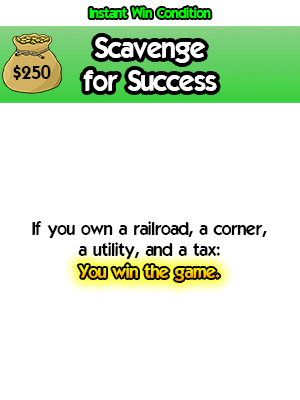 Instant Win Condition
$250
Scavenge
for Success
If you own a railroad, a corner,
a utility, and a tax:
You win the game.